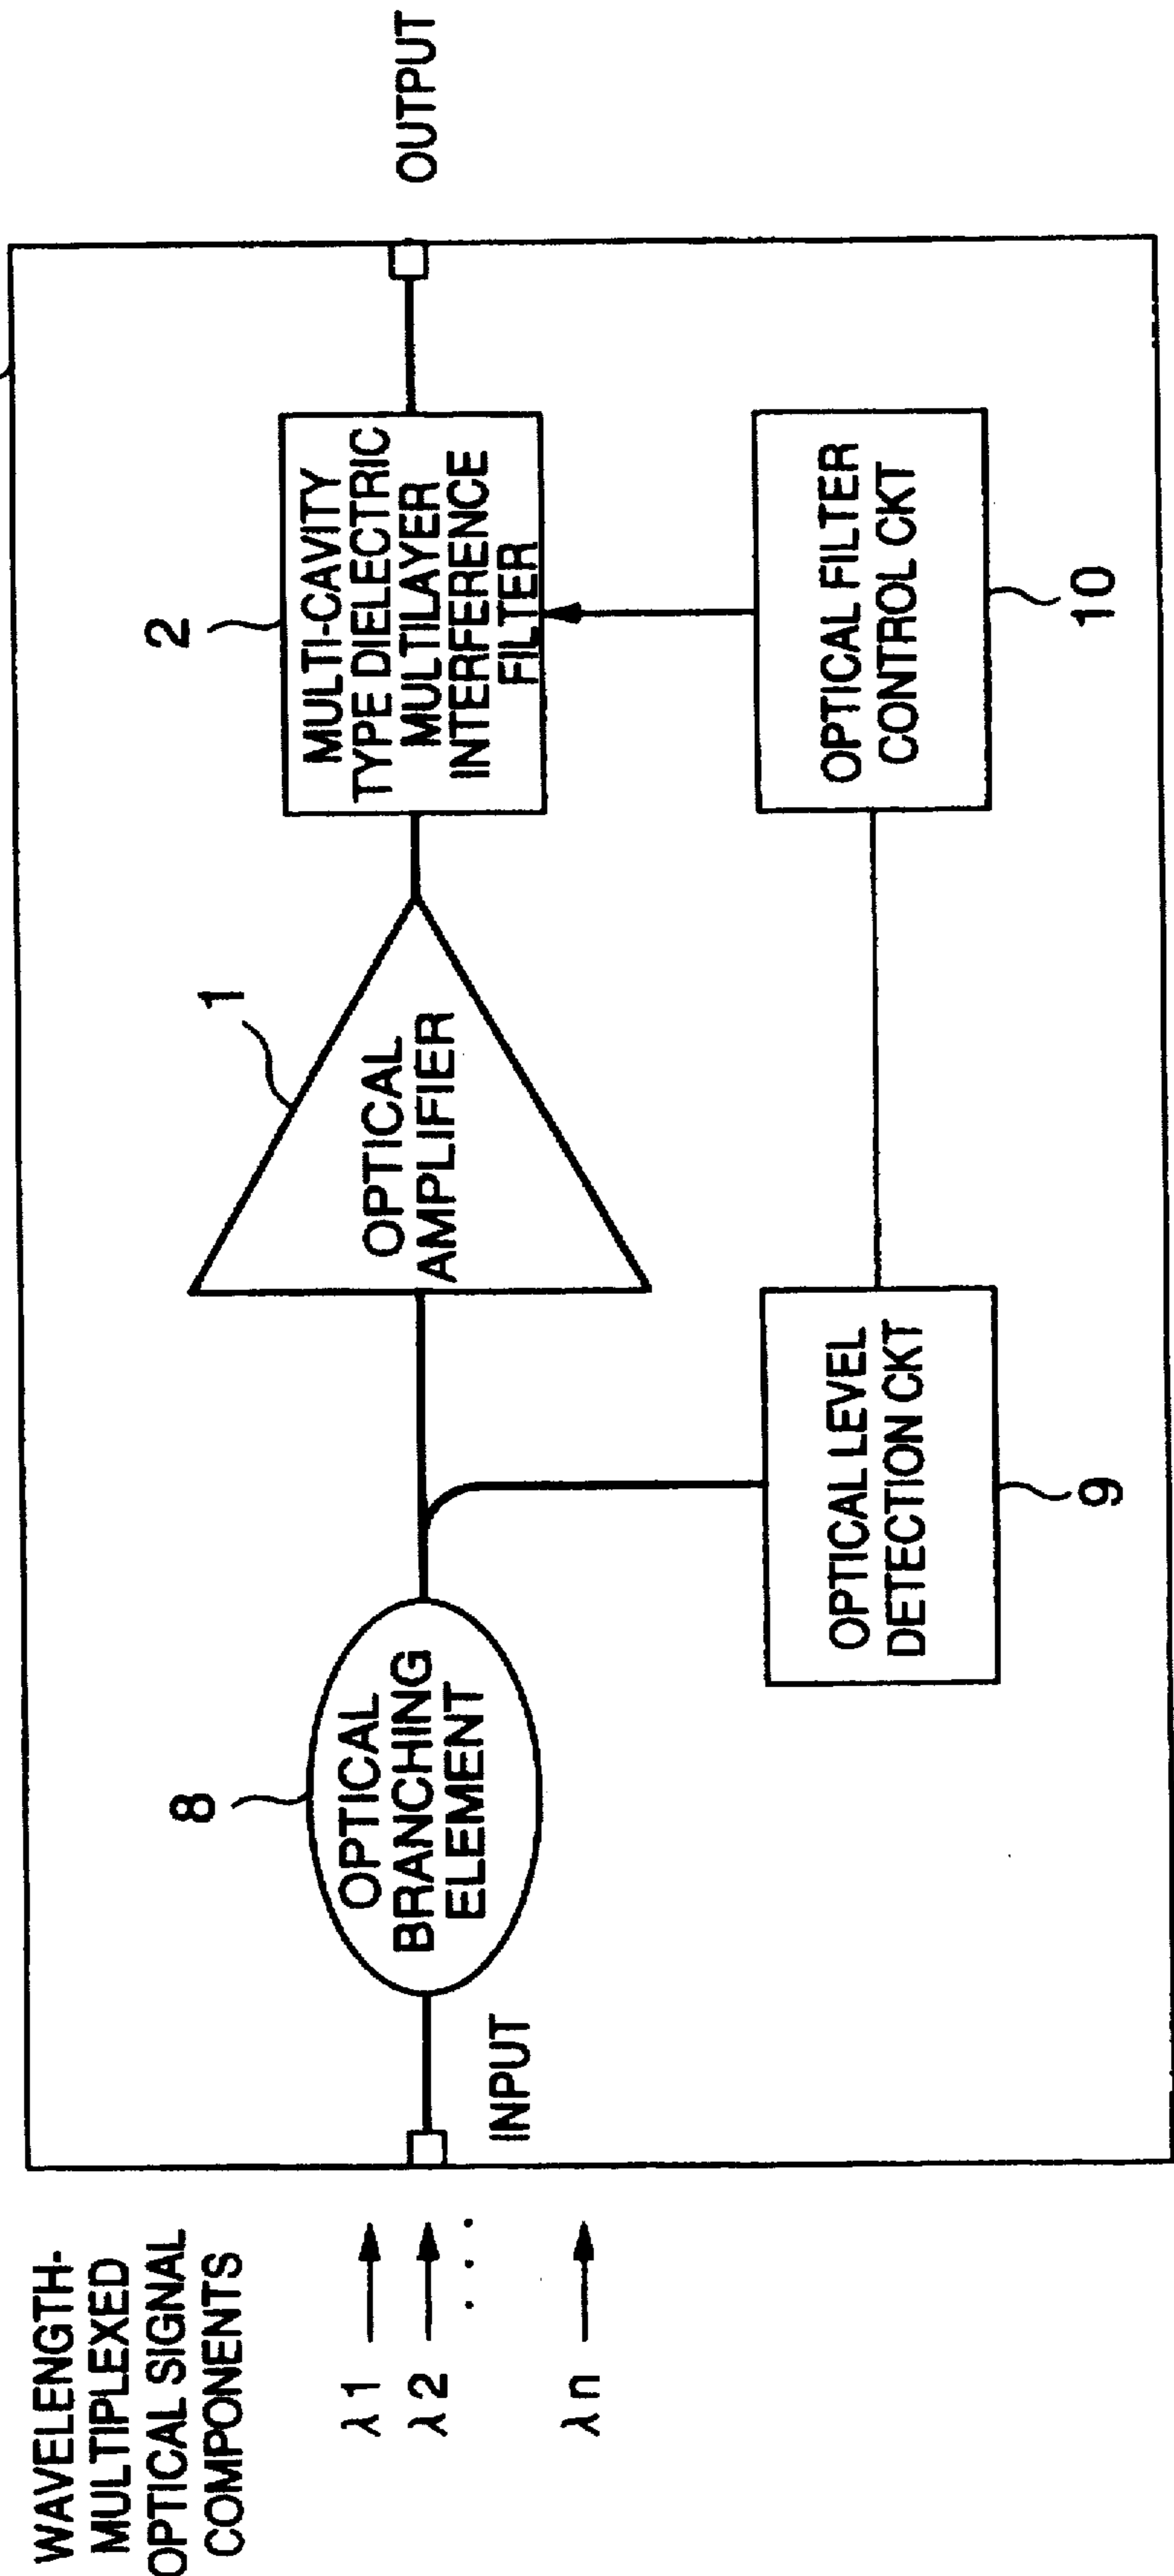 WAVELENGTH-
MULTIPLEXED
OPTICAL SIGNAL
COMPONENTS
λ1
λ2
. . .
λn
INPUT
8
OPTICAL
BRANCHING
ELEMENT
1
OPTICAL
AMPLIFIER
2
MULTI-CAVITY
TYPE DIELECTRIC
MULTILAYER
INTERFERENCE
FILTER
OUTPUT
OPTICAL LEVEL
DETECTION CKT
9
OPTICAL FILTER
CONTROL CKT
10